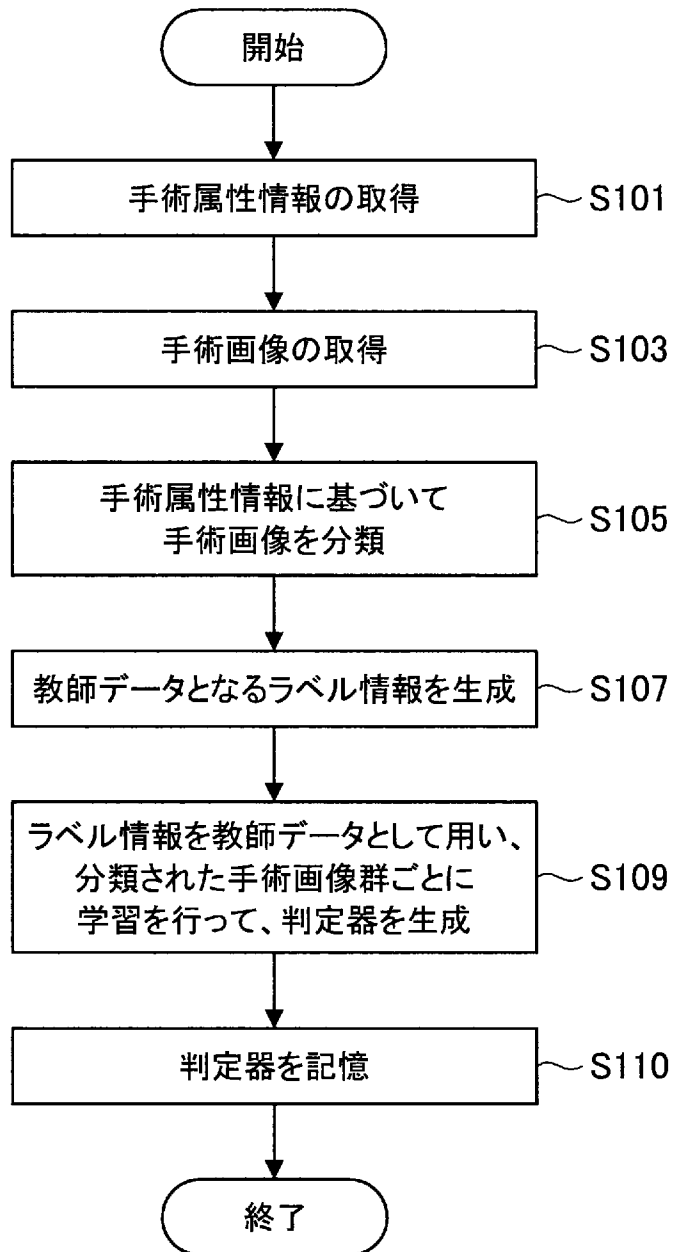 開始
手術属性情報の取得
S101
手術画像の取得
S103
手術属性情報に基づいて
手術画像を分類
S105
教師データとなるラベル情報を生成
S107
ラベル情報を教師データとして用い、
分類された手術画像群ごとに
学習を行って、判定器を生成
S109
判定器を記憶
S110
終了